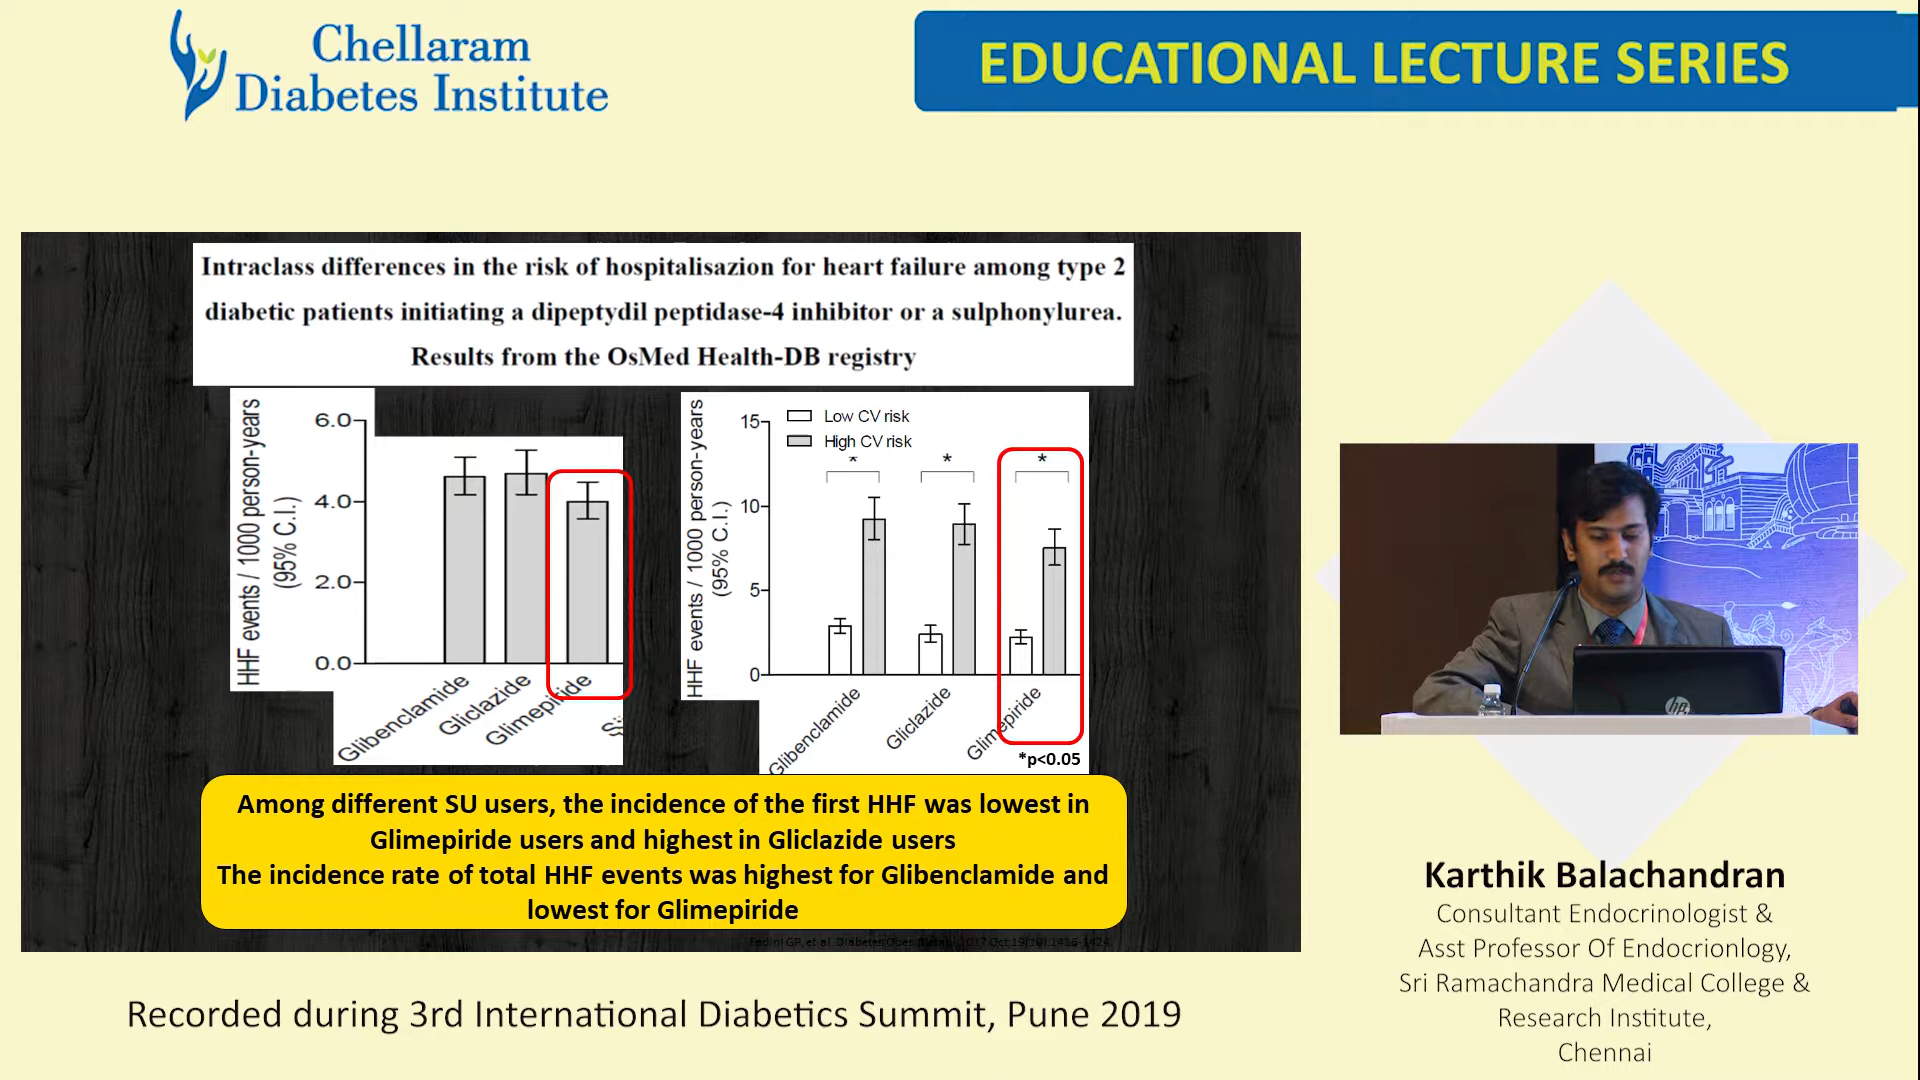 Chellaram
Diabetes Institute
EDUCATIONAL LECTURE SERIES
Intraclass differences in the risk of hospitalisazion for heart failure among type 2
diabetic patients initiating a dipeptydil peptidase-4 inhibitor or a sulphonylurea.
Results from the OsMed Health-DB registry
HHF events / 1000 person-years
(95% C.I.)
6.0
4.0
2.0
0.0
Glibenclamide
Gliclazide
Glimepiride
HHF events / 1000 person-years
(95% C.I.)
15
10
5
0
Low CV risk
High CV risk
*
*
*
Glibenclamide
Gliclazide
Glimepiride
*p<0.05
Among different SU users, the incidence of the first HHF was lowest in
Glimepiride users and highest in Gliclazide users
The incidence rate of total HHF events was highest for Glibenclamide and
lowest for Glimepiride
hp
Karthik Balachandran
Consultant Endocrinologist &
Asst Professor Of Endocrionlogy,
Sri Ramachandra Medical College &
Research Institute,
Chennai
Recorded during 3rd International Diabetics Summit, Pune 2019